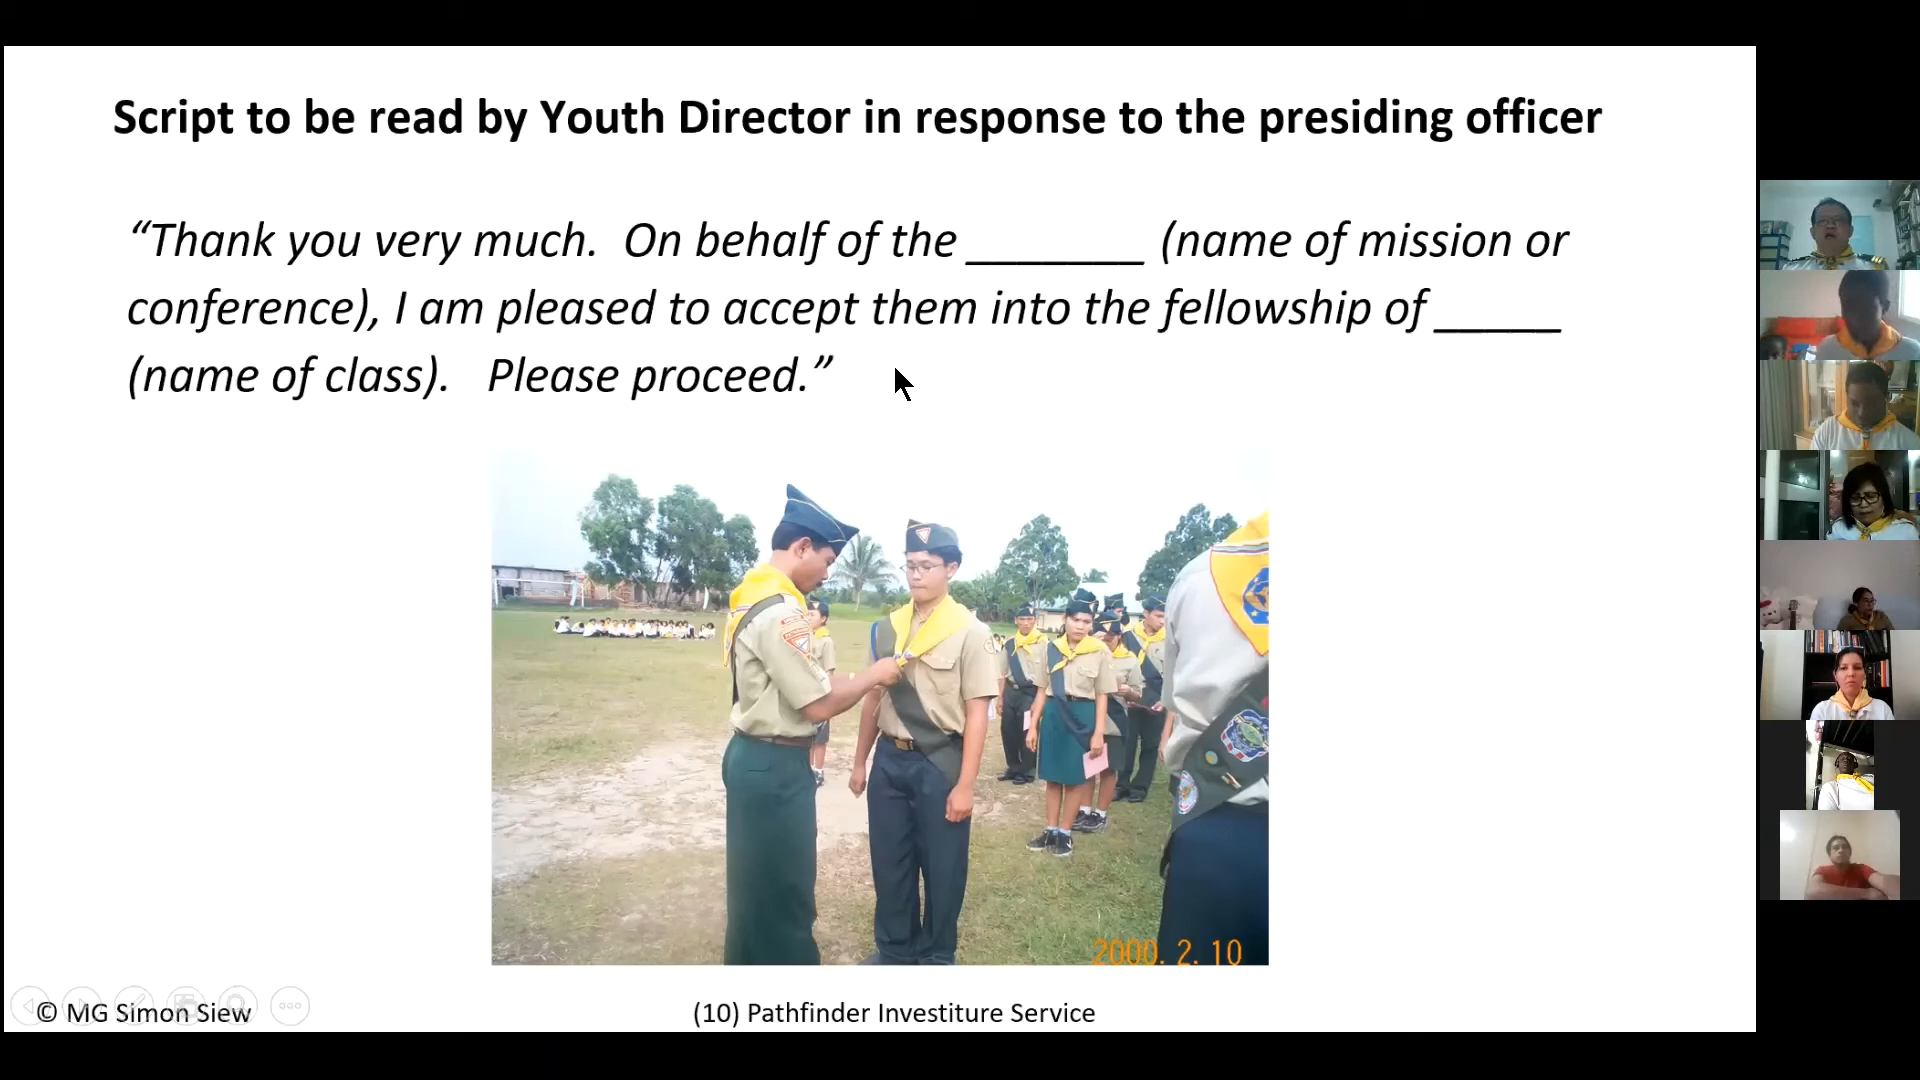 Script to be read by Youth Director in response to the presiding officer
“Thank you very much.  On behalf of the _______ (name of mission or
conference), I am pleased to accept them into the fellowship of _____
(name of class).   Please proceed.”
2000. 2. 10
© MG Simon Siew
(10) Pathfinder Investiture Service